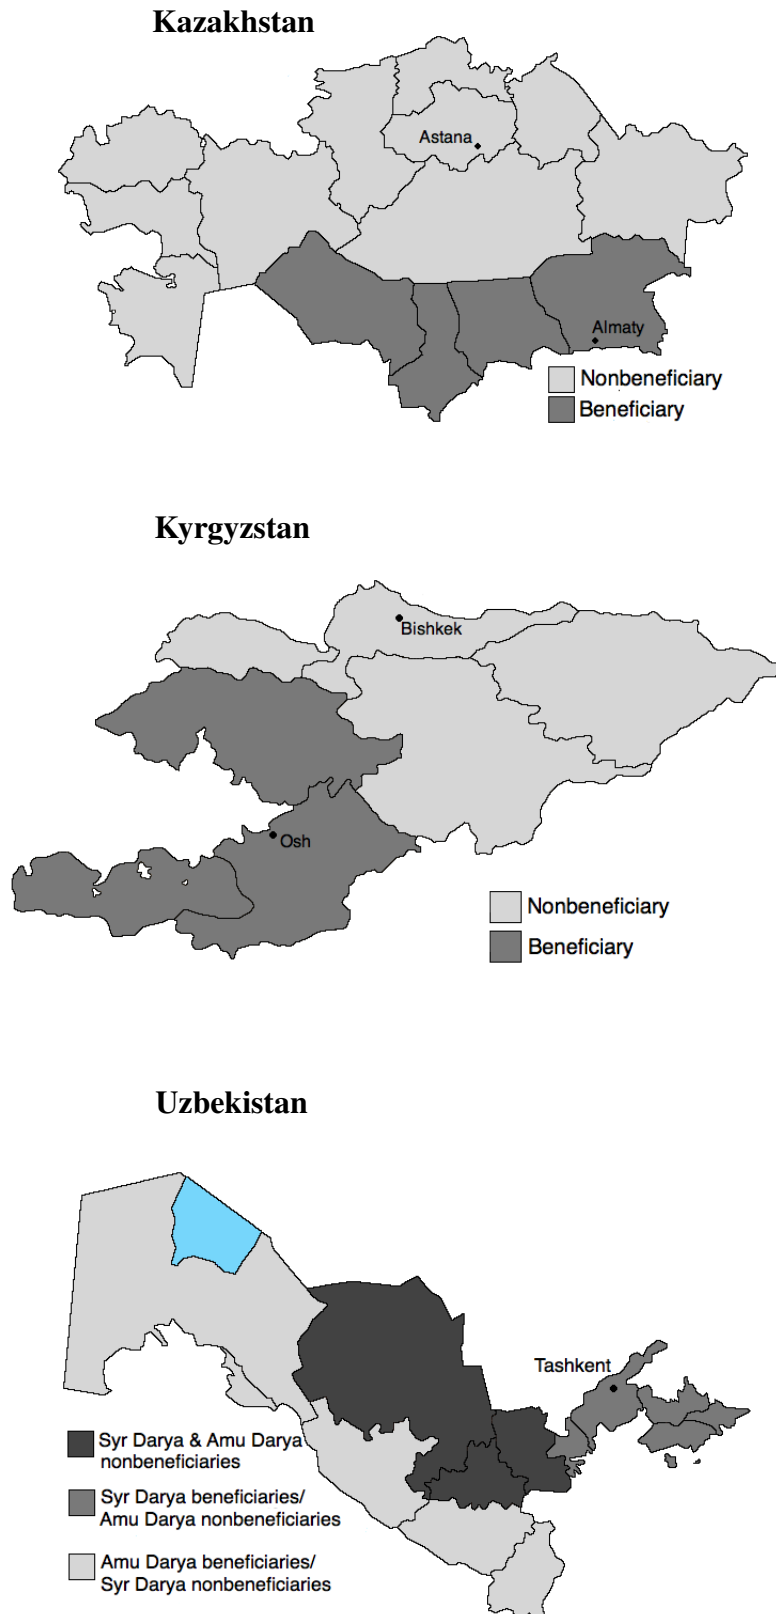 Kazakhstan
Astana
Almaty
Nonbeneficiary
Beneficiary
Kyrgyzstan
Bishkek
Osh
Nonbeneficiary
Beneficiary
Uzbekistan
Tashkent
Syr Darya & Amu Darya
nonbeneficiaries
Syr Darya beneficiaries/
Amu Darya nonbeneficiaries
Amu Darya beneficiaries/
Syr Darya nonbeneficiaries